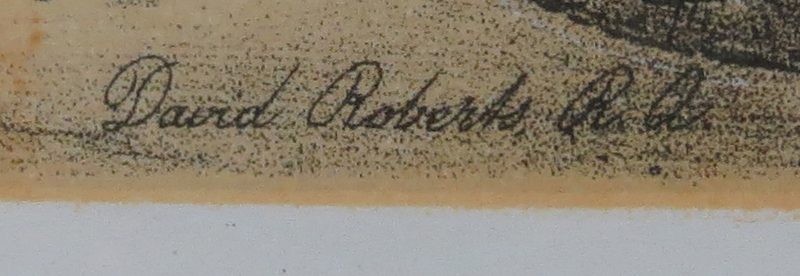 David Roberts, R.A.